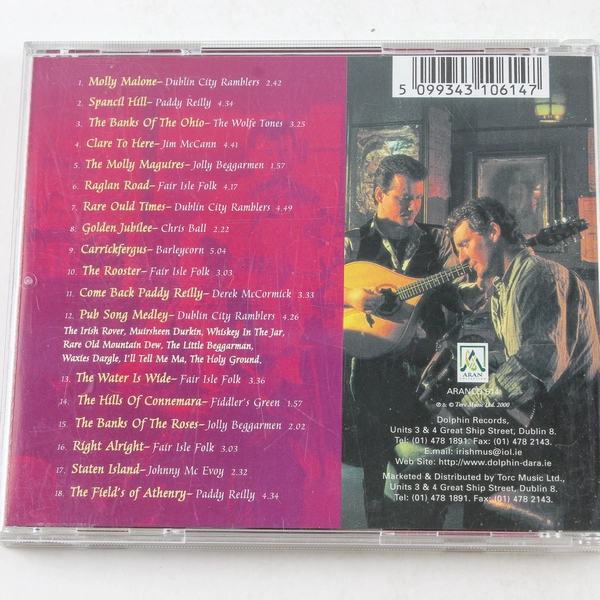 1. Molly Malone– Dublin City Ramblers 2.42
2. Spancil Hill– Paddy Reilly 4.34
3. The Banks Of The Ohio– The Wolfe Tones 3.25
4. Clare To Here– Jim McCann 4.41
5. The Molly Maguires– Jolly Beggarmen 1.57
6. Raglan Road– Fair Isle Folk 4.17
7. Rare Ould Times– Dublin City Ramblers 4.49
8. Golden Jubilee– Chris Ball 2.22
9. Carrickfergus– Barleycorn 5.04
10. The Rooster– Fair Isle Folk 3.03
11. Come Back Paddy Reilly– Derek McCormick 3.33
12. Pub Song Medley– Dublin City Ramblers 4.26
The Irish Rover, Muirsheen Durkin, Whiskey In The Jar,
Rare Old Mountain Dew, The Little Beggarman,
Waxies Dargle, I'll Tell Me Ma, The Holy Ground.
13. The Water Is Wide– Fair Isle Folk 3.36
14. The Hills Of Connemara– Fiddler's Green 1.57
15. The Banks Of The Roses– Jolly Beggarmen 2.02
16. Right Alright– Fair Isle Folk 3.03
17. Staten Island– Johnny Mc Evoy 2.32
18. The Field's of Athenry– Paddy Reilly 4.34
5 099343 106147
ARAN
ARANCD 614
℗ & © Torc Music Ltd. 2000
Dolphin Records,
Units 3 & 4 Great Ship Street, Dublin 8.
Tel: (01) 478 1891. Fax: (01) 478 2143.
E.mail: irishmus@iol.ie
Web Site: http://www.dolphin-dara.ie
Marketed & Distributed by Torc Music Ltd.,
Units 3 & 4 Great Ship Street, Dublin 8.
Tel. (01) 478 1891. Fax: (01) 478 2143.